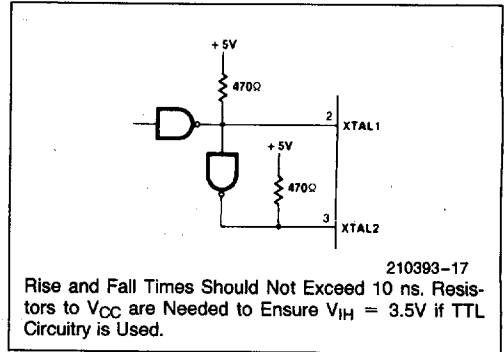 + 5V
470Ω
2
XTAL1
+ 5V
470Ω
3
XTAL2
210393-17
Rise and Fall Times Should Not Exceed 10 ns. Resis-
tors to VCC are Needed to Ensure VIH = 3.5V if TTL
Circuitry is Used.